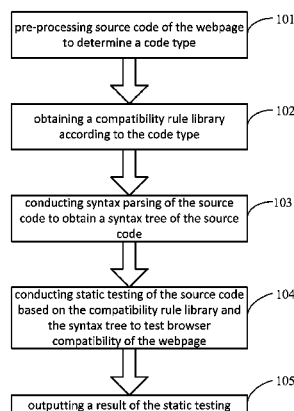 pre-processing source code of the webpage
to determine a code type
101
obtaining a compatibility rule library
according to the code type
102
conducting syntax parsing of the source
code to obtain a syntax tree of the source
code
103
conducting static testing of the source code
based on the compatibility rule library and
the syntax tree to test browser
compatibility of the webpage
104
outputting a result of the static testing
105